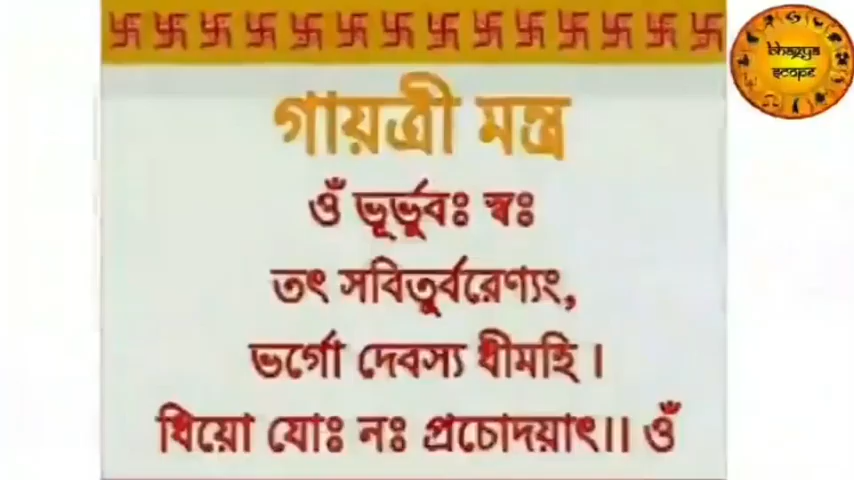 গায়ত্রী মন্ত্র
ওঁ ভূর্ভুবঃ স্বঃ
তৎ সবিতুর্বরেণ্যং,
ভর্গো দেবস্য ধীমহি ।
ধিয়ো যোঃ নঃ প্রচোদয়াৎ।। ওঁ
bhagya
scope